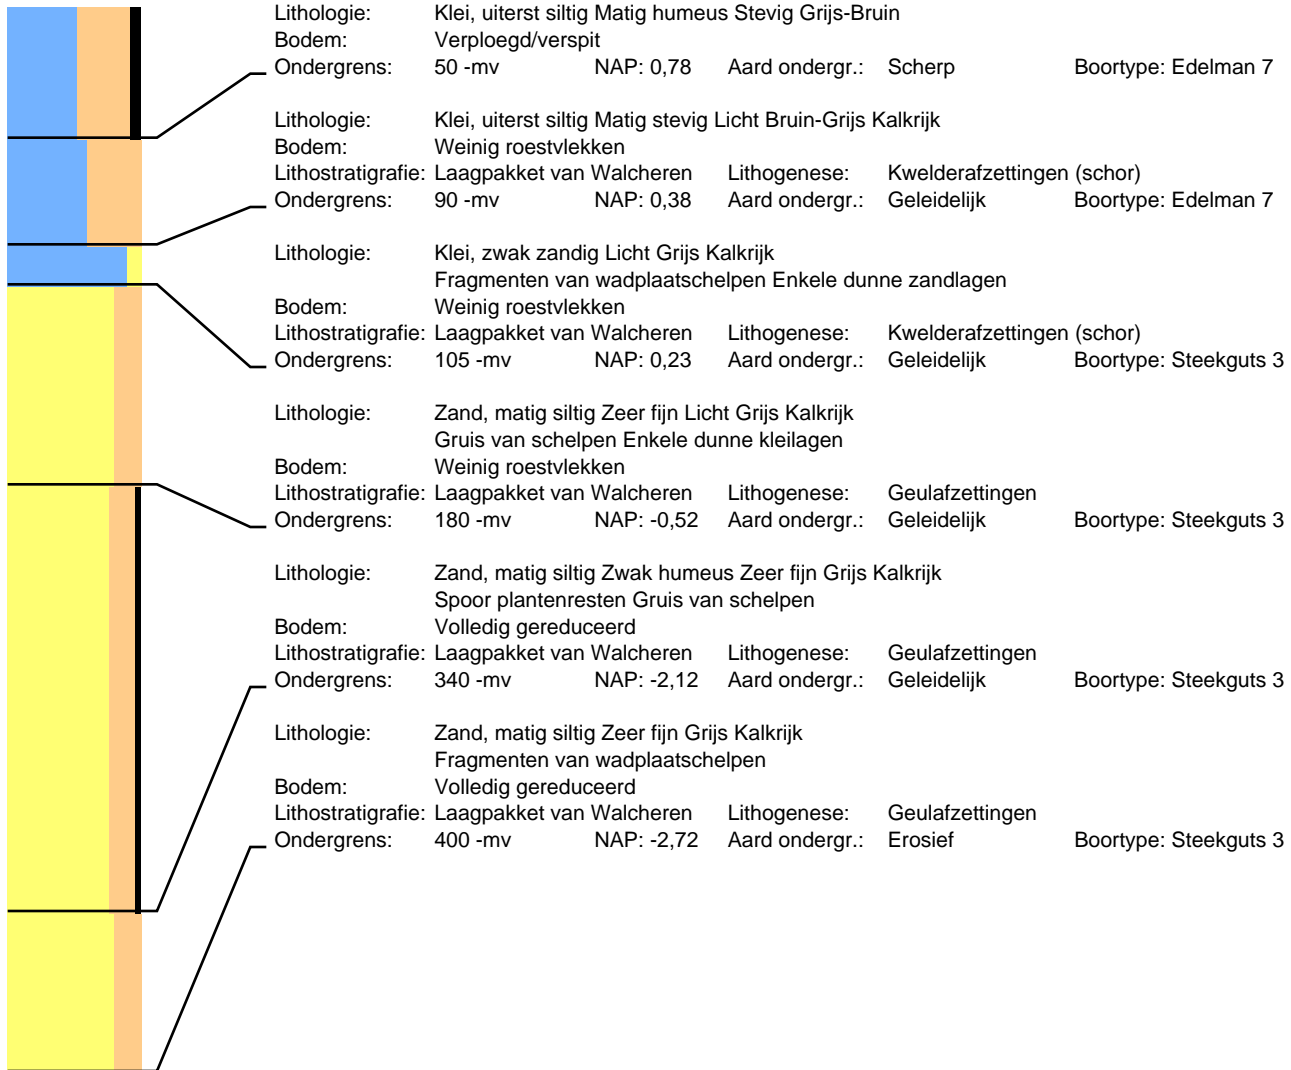 Lithologie: Klei, uiterst siltig Matig humeus Stevig Grijs-Bruin
Bodem: Verploegd/verspit
Ondergrens: 50 -mv NAP: 0,78 Aard ondergr.: Scherp Boortype: Edelman 7
Lithologie: Klei, uiterst siltig Matig stevig Licht Bruin-Grijs Kalkrijk
Bodem: Weinig roestvlekken
Lithostratigrafie: Laagpakket van Walcheren Lithogenese: Kwelderafzettingen (schor)
Ondergrens: 90 -mv NAP: 0,38 Aard ondergr.: Geleidelijk Boortype: Edelman 7
Lithologie: Klei, zwak zandig Licht Grijs Kalkrijk
Fragmenten van wadplaatschelpen Enkele dunne zandlagen
Bodem: Weinig roestvlekken
Lithostratigrafie: Laagpakket van Walcheren Lithogenese: Kwelderafzettingen (schor)
Ondergrens: 105 -mv NAP: 0,23 Aard ondergr.: Geleidelijk Boortype: Steekguts 3
Lithologie: Zand, matig siltig Zeer fijn Licht Grijs Kalkrijk
Gruis van schelpen Enkele dunne kleilagen
Bodem: Weinig roestvlekken
Lithostratigrafie: Laagpakket van Walcheren Lithogenese: Geulafzettingen
Ondergrens: 180 -mv NAP: -0,52 Aard ondergr.: Geleidelijk Boortype: Steekguts 3
Lithologie: Zand, matig siltig Zwak humeus Zeer fijn Grijs Kalkrijk
Spoor plantenresten Gruis van schelpen
Bodem: Volledig gereduceerd
Lithostratigrafie: Laagpakket van Walcheren Lithogenese: Geulafzettingen
Ondergrens: 340 -mv NAP: -2,12 Aard ondergr.: Geleidelijk Boortype: Steekguts 3
Lithologie: Zand, matig siltig Zeer fijn Grijs Kalkrijk
Fragmenten van wadplaatschelpen
Bodem: Volledig gereduceerd
Lithostratigrafie: Laagpakket van Walcheren Lithogenese: Geulafzettingen
Ondergrens: 400 -mv NAP: -2,72 Aard ondergr.: Erosief Boortype: Steekguts 3